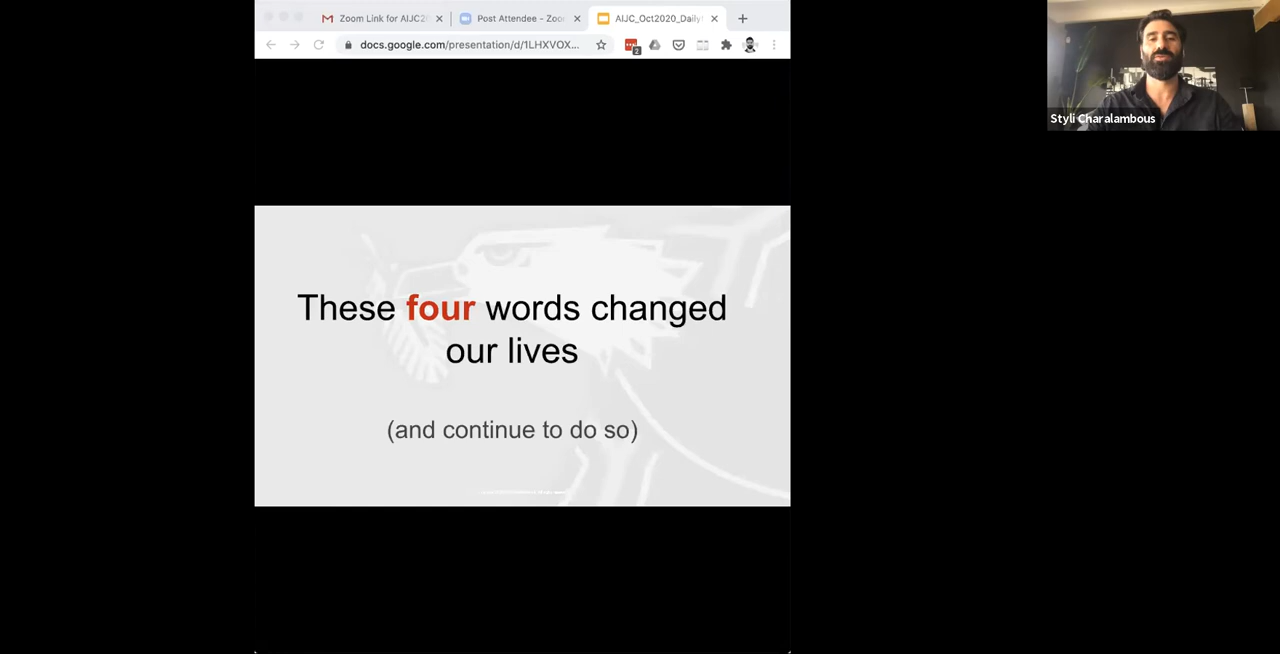 Zoom Link for AIJC2
Post Attendee - Zoo
AIJC_Oct2020_Daily
docs.google.com/presentation/d/1LHXVOX...
2
Styli Charalambous
These four words changed
our lives
(and continue to do so)